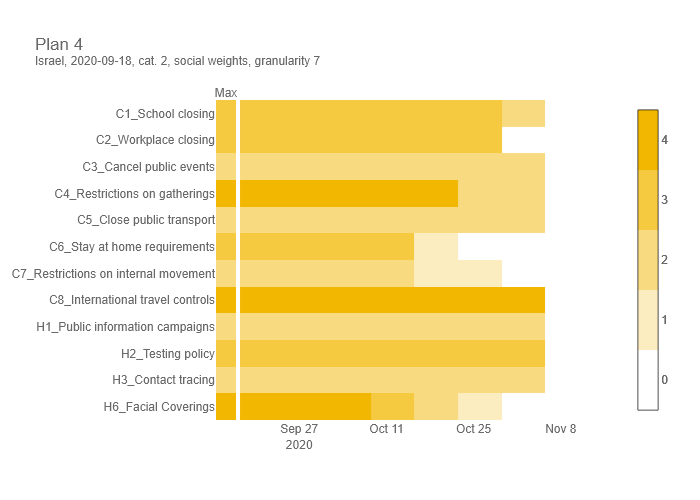 Plan 4
Israel, 2020-09-18, cat. 2, social weights, granularity 7
Max
C1_School closing
C2_Workplace closing
C3_Cancel public events
C4_Restrictions on gatherings
C5_Close public transport
C6_Stay at home requirements
C7_Restrictions on internal movement
C8_International travel controls
H1_Public information campaigns
H2_Testing policy
H3_Contact tracing
H6_Facial Coverings
Sep 27 Oct 11 Oct 25 Nov 8
2020
4
3
2
1
0